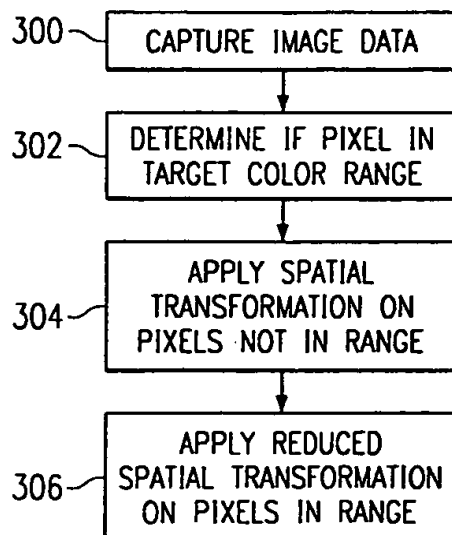 300 CAPTURE IMAGE DATA
302 DETERMINE IF PIXEL IN
TARGET COLOR RANGE
304 APPLY SPATIAL
TRANSFORMATION ON
PIXELS NOT IN RANGE
306 APPLY REDUCED
SPATIAL TRANSFORMATION
ON PIXELS IN RANGE